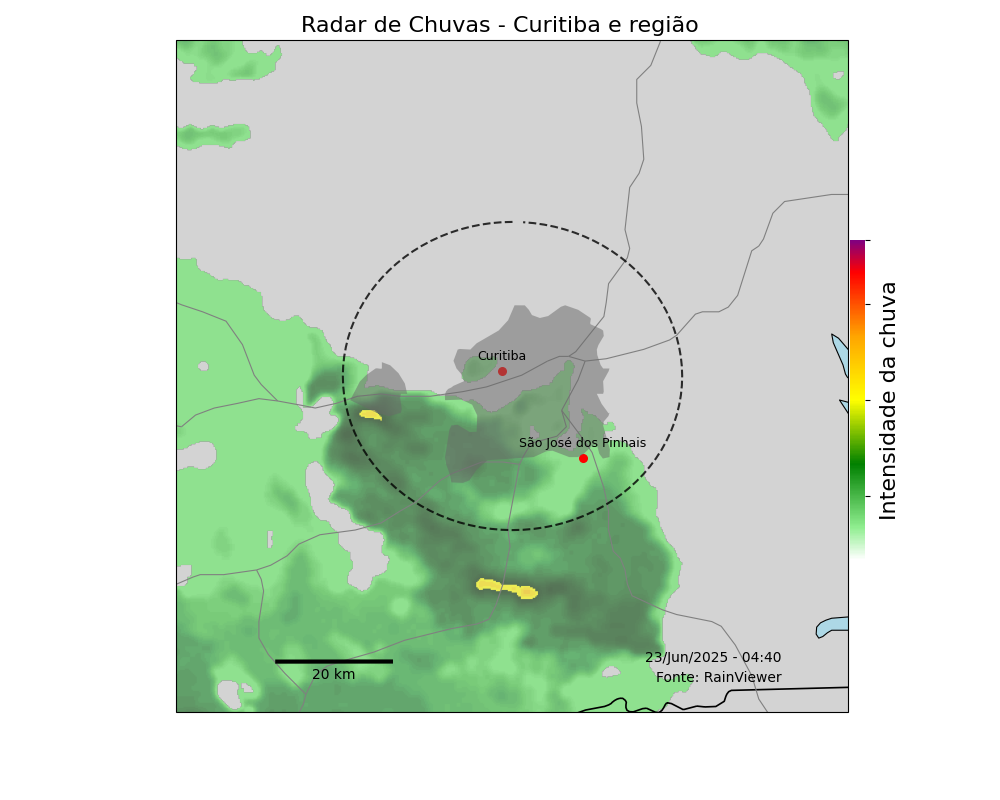 Radar de Chuvas - Curitiba e região
Curitiba
São José dos Pinhais
Intensidade da chuva
23/Jun/2025 - 04:40
Fonte: RainViewer
20 km